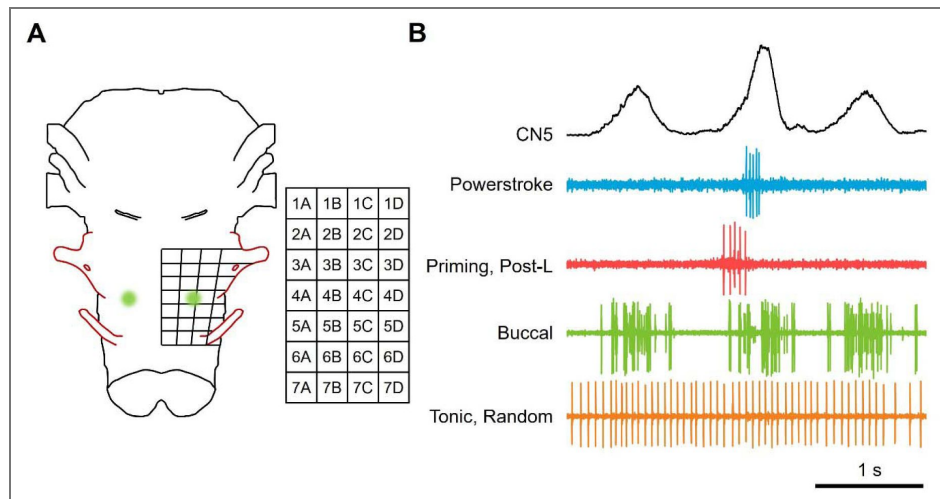 A
1A 1B 1C 1D
2A 2B 2C 2D
3A 3B 3C 3D
4A 4B 4C 4D
5A 5B 5C 5D
6A 6B 6C 6D
7A 7B 7C 7D
B
CN5
Powerstroke
Priming, Post-L
Buccal
Tonic, Random
1 s